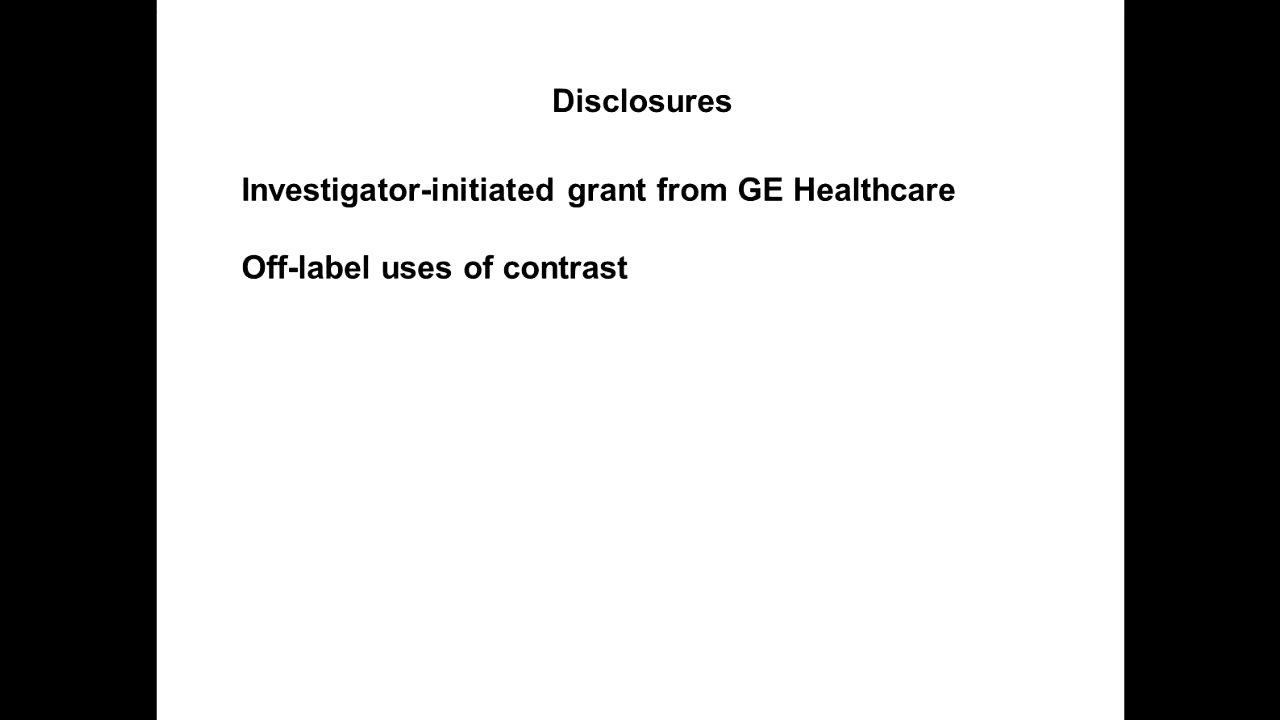 Disclosures
Investigator-initiated grant from GE Healthcare
Off-label uses of contrast